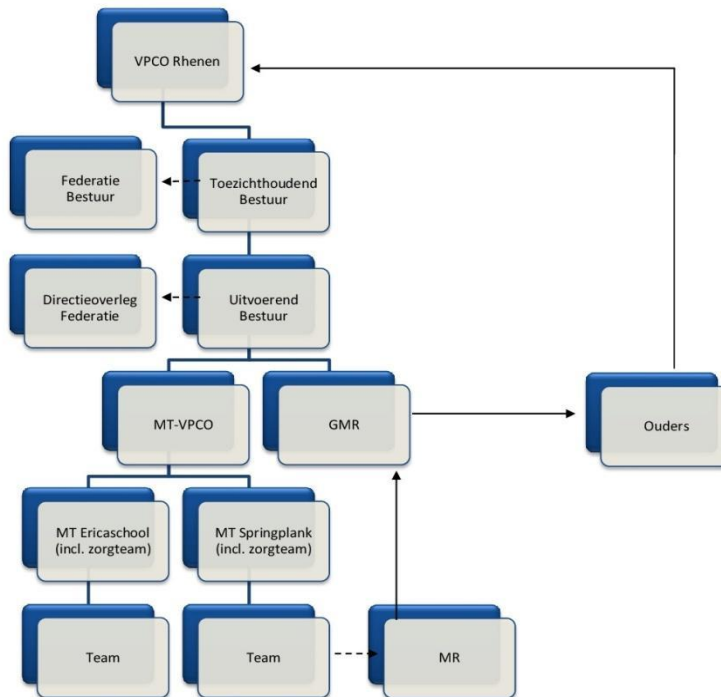 VPCO Rhenen
Federatie
Bestuur
Toezichthoudend
Bestuur
Directieoverleg
Federatie
Uitvoerend
Bestuur
MT-VPCO
GMR
Ouders
MT Ericaschool
(incl. zorgteam)
MT Springplank
(incl. zorgteam)
Team
Team
MR